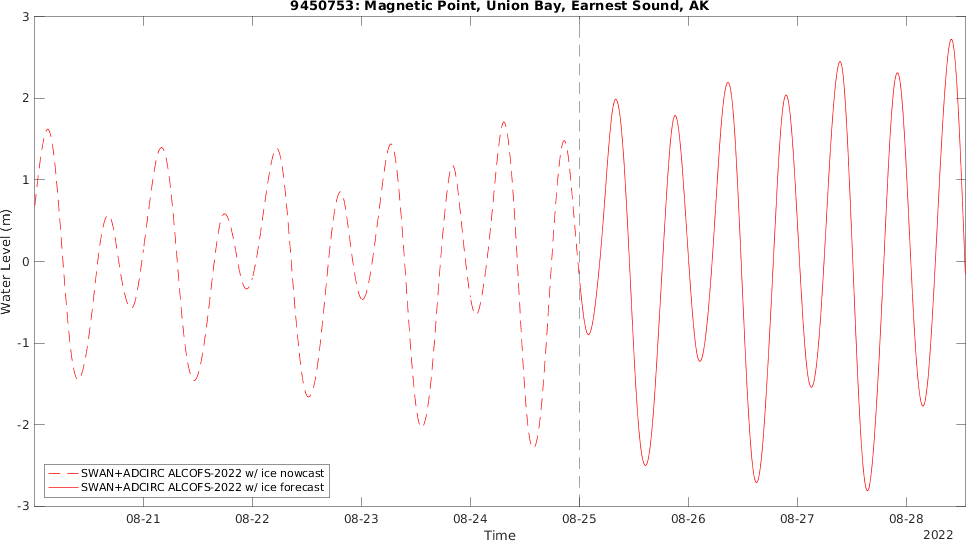 9450753: Magnetic Point, Union Bay, Earnest Sound, AK
3
2
1
0
-1
-2
-3
Water Level (m)
SWAN+ADCIRC ALCOFS-2022 w/ ice nowcast
SWAN+ADCIRC ALCOFS-2022 w/ ice forecast
08-21 08-22 08-23 08-24 08-25 08-26 08-27 08-28
Time
2022